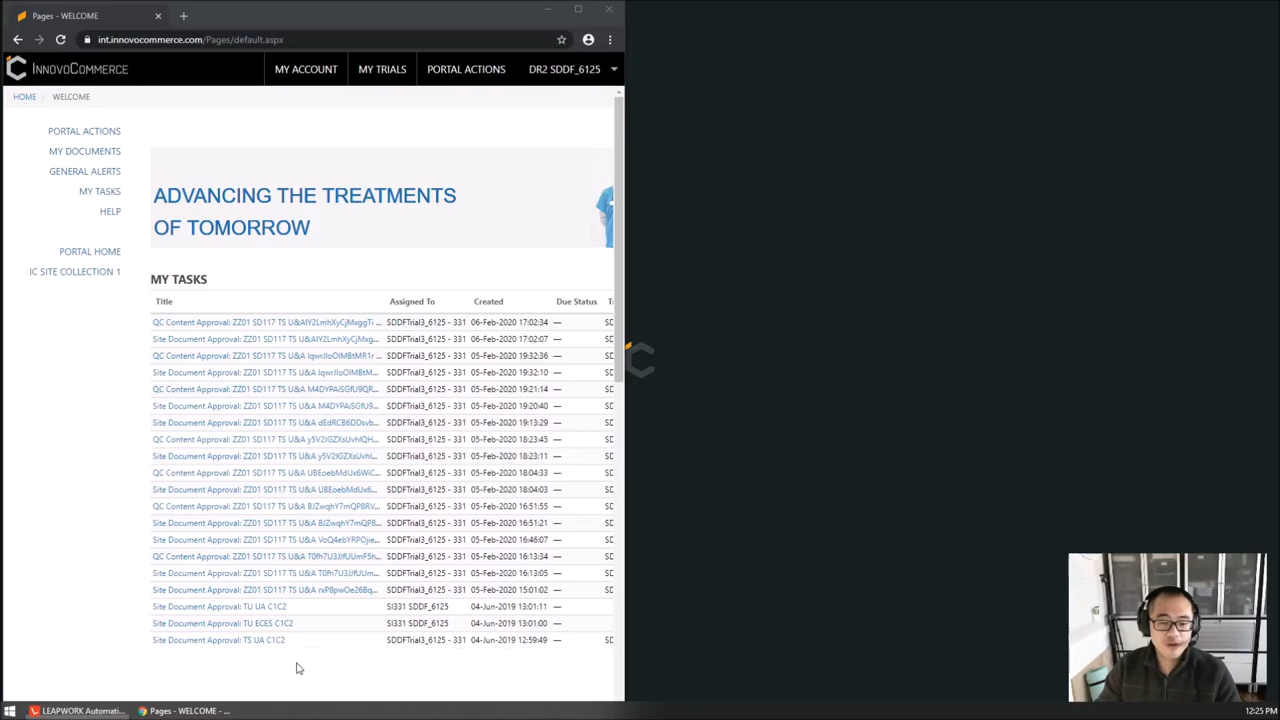 Pages - WELCOME
int.innovocommerce.com/Pages/default.aspx
INNOVOCOMMERCE
MY ACCOUNT
MY TRIALS
PORTAL ACTIONS
DR2 SDDF_6125
HOME / WELCOME
PORTAL ACTIONS
MY DOCUMENTS
GENERAL ALERTS
MY TASKS
HELP
PORTAL HOME
IC SITE COLLECTION 1
ADVANCING THE TREATMENTS
OF TOMORROW
MY TASKS
Title Assigned To Created Due Status
QC Content Approval: ZZ01 SD117 TS SDDFTrial3_6125 - 331 06-Feb-2020 17:02:34 —
Site Document Approval: ZZ01 SD117 TS SDDFTrial3_6125 - 331 06-Feb-2020 17:02:07 —
QC Content Approval: ZZ01 SD117 TS U&A SDDFTrial3_6125 - 331 05-Feb-2020 19:32:36 —
Site Document Approval: ZZ01 SD117 TS U&A SDDFTrial3_6125 - 331 05-Feb-2020 19:32:10 —
QC Content Approval: ZZ01 SD117 TS U&A SDDFTrial3_6125 - 331 05-Feb-2020 19:21:14 —
Site Document Approval: ZZ01 SD117 TS U&A SDDFTrial3_6125 - 331 05-Feb-2020 19:20:40 —
Site Document Approval: ZZ01 SD117 TS U&A SDDFTrial3_6125 - 331 05-Feb-2020 19:13:29 —
QC Content Approval: ZZ01 SD117 TS U&A SDDFTrial3_6125 - 331 05-Feb-2020 18:23:45 —
Site Document Approval: ZZ01 SD117 TS U&A SDDFTrial3_6125 - 331 05-Feb-2020 18:23:11 —
QC Content Approval: ZZ01 SD117 TS U&A SDDFTrial3_6125 - 331 05-Feb-2020 18:04:33 —
Site Document Approval: ZZ01 SD117 TS U&A SDDFTrial3_6125 - 331 05-Feb-2020 18:04:03 —
QC Content Approval: ZZ01 SD117 TS U&A SDDFTrial3_6125 - 331 05-Feb-2020 16:51:55 —
Site Document Approval: ZZ01 SD117 TS U&A SDDFTrial3_6125 - 331 05-Feb-2020 16:51:21 —
Site Document Approval: ZZ01 SD117 TS U&A SDDFTrial3_6125 - 331 05-Feb-2020 16:46:07 —
QC Content Approval: ZZ01 SD117 TS U&A SDDFTrial3_6125 - 331 05-Feb-2020 16:13:34 —
Site Document Approval: ZZ01 SD117 TS U&A SDDFTrial3_6125 - 331 05-Feb-2020 16:13:05 —
Site Document Approval: ZZ01 SD117 TS U&A SDDFTrial3_6125 - 331 05-Feb-2020 15:01:02 —
Site Document Approval: TU UA C1C2 SI331 SDDF_6125 04-Jun-2019 13:01:11 —
Site Document Approval: TU ECES C1C2 SI331 SDDF_6125 04-Jun-2019 13:01:00 —
Site Document Approval: TS UA C1C2 SDDFTrial3_6125 - 331 04-Jun-2019 12:59:49 —
LEAPWORK Automati...
Pages - WELCOME - ...
12:25 PM